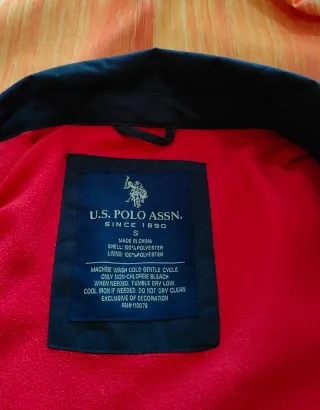 U.S. POLO ASSN.
SINCE 1890
S
MADE IN CHINA
SHELL: 100% POLYESTER
LINING: 100% POLYESTER
MACHINE WASH COLD GENTLE CYCLE.
ONLY NON-CHLORINE BLEACH
WHEN NEEDED. TUMBLE DRY LOW.
COOL IRON IF NEEDED. DO NOT DRY CLEAN
EXCLUSIVE OF DECORATION
RN#110078